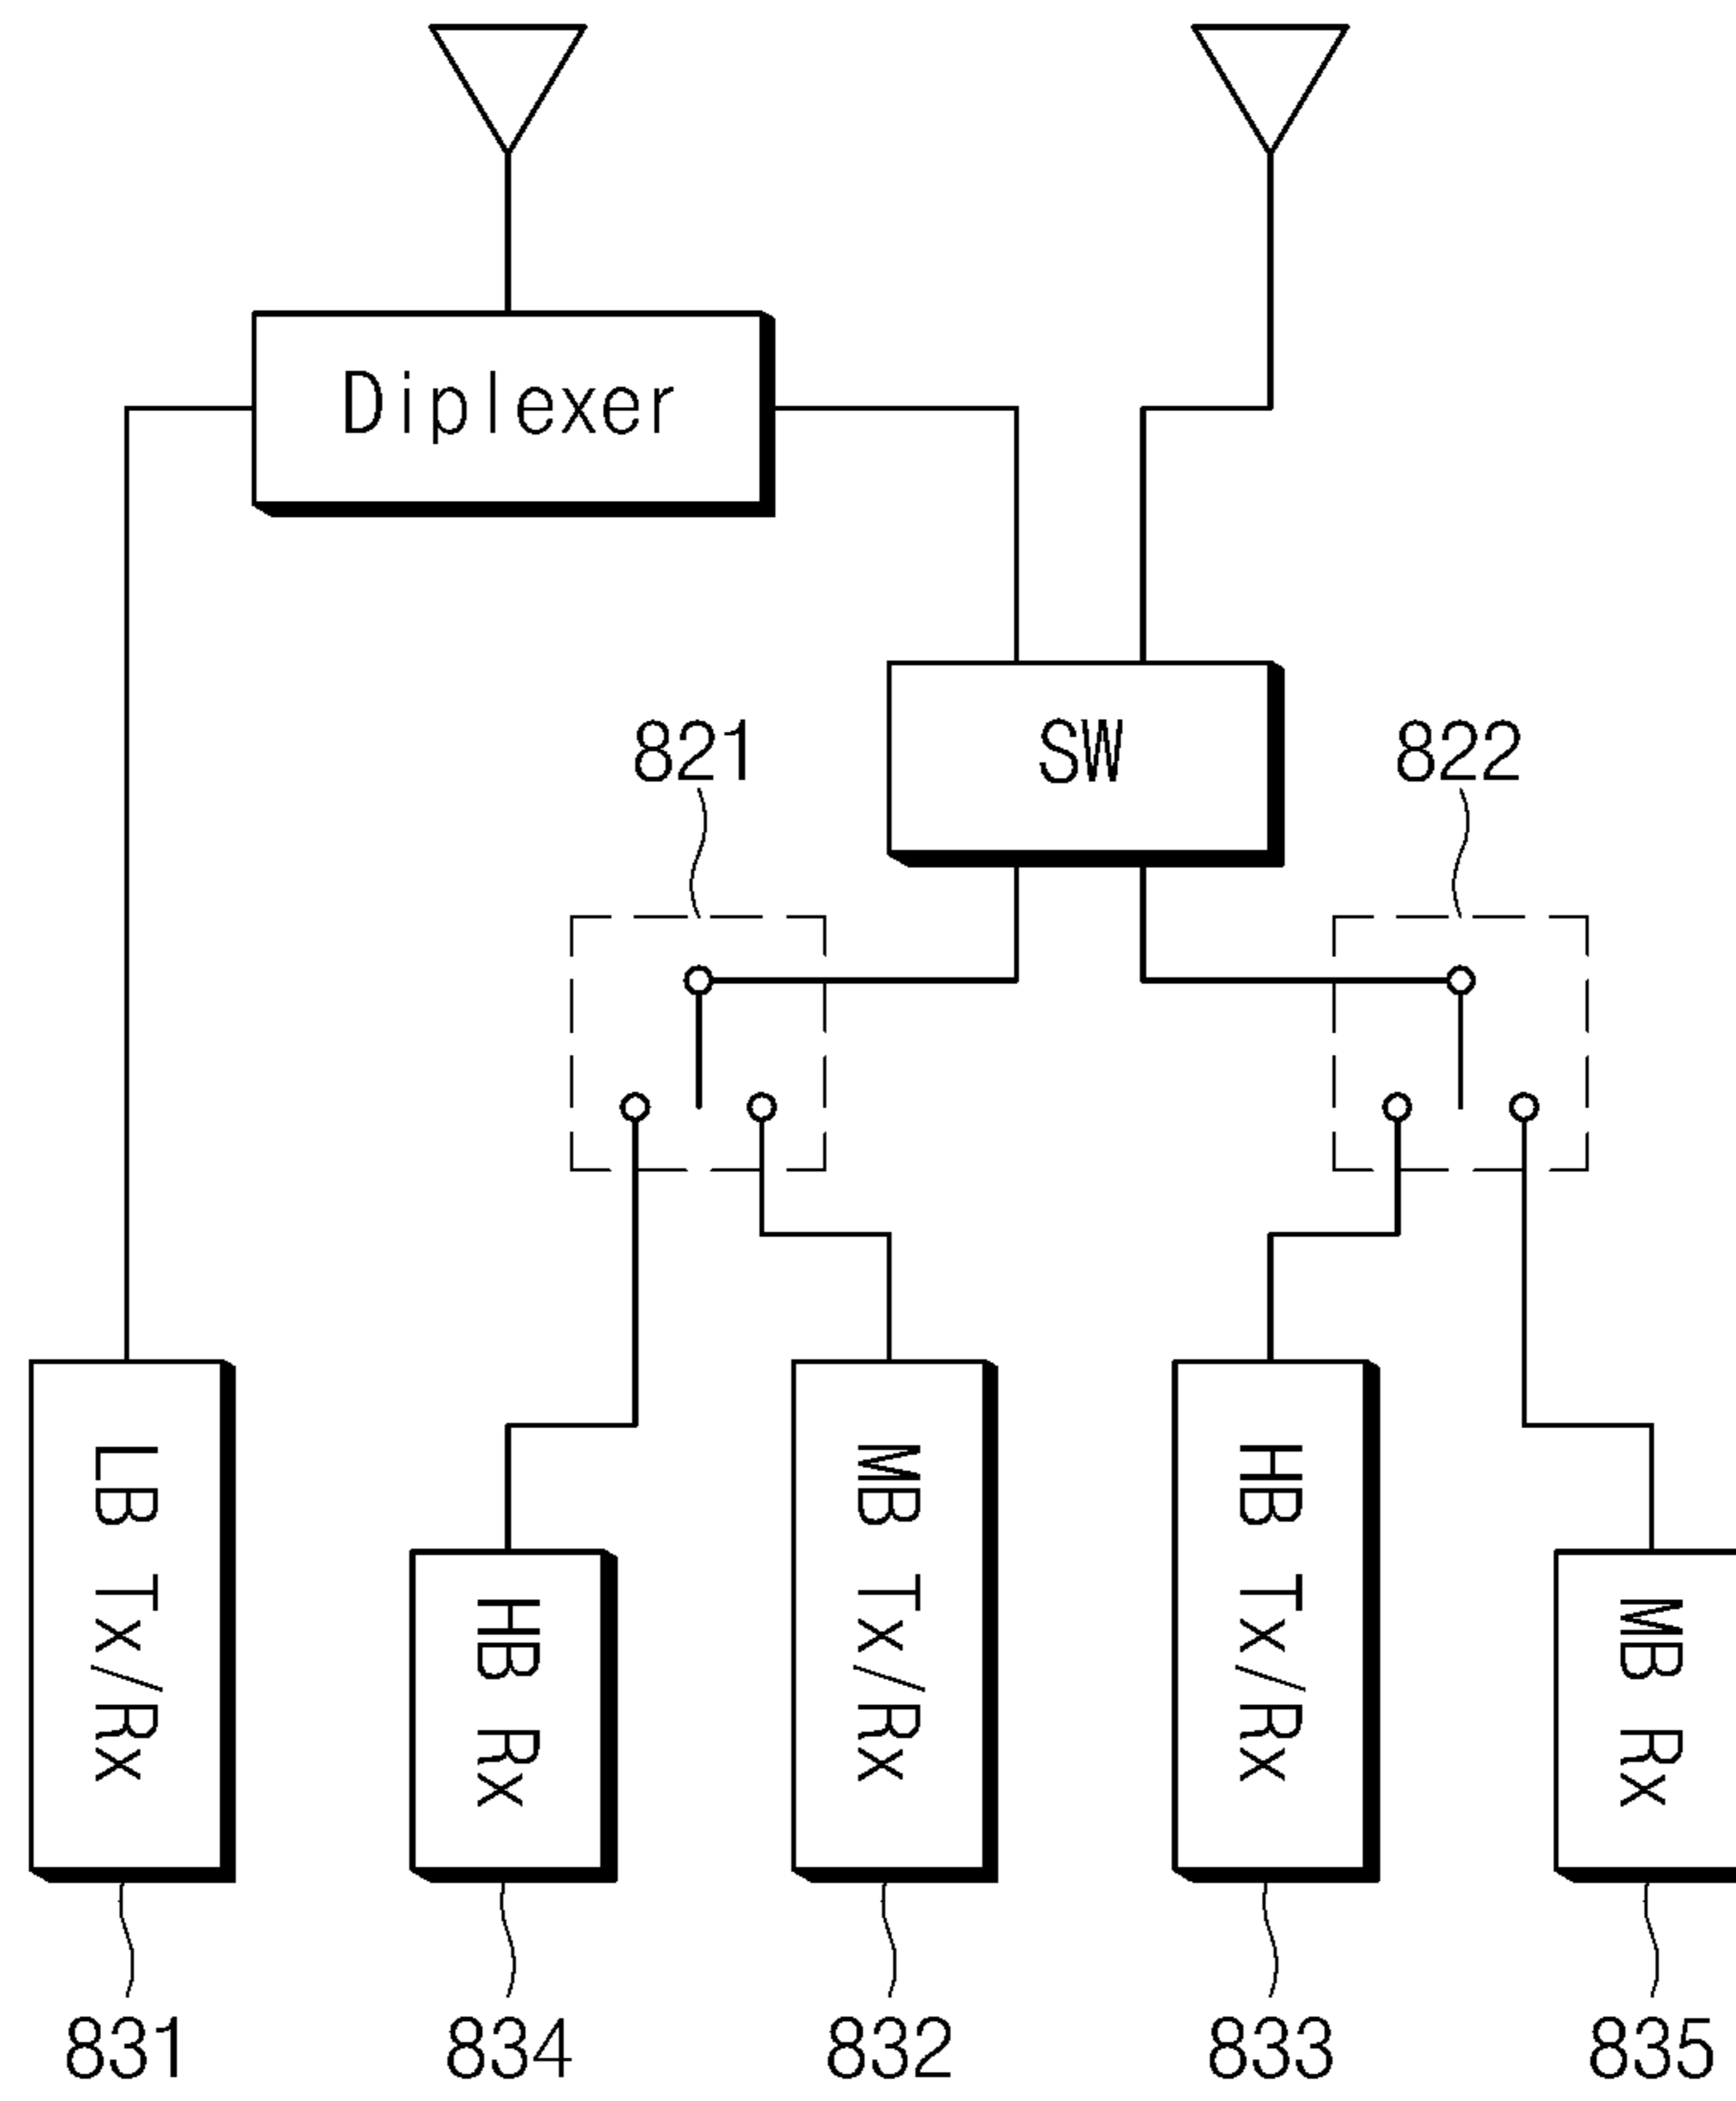 Diplexer
821
SW
822
LB Tx/Rx
HB Rx
MB Tx/Rx
HB Tx/Rx
MB Rx
831
834
832
833
835